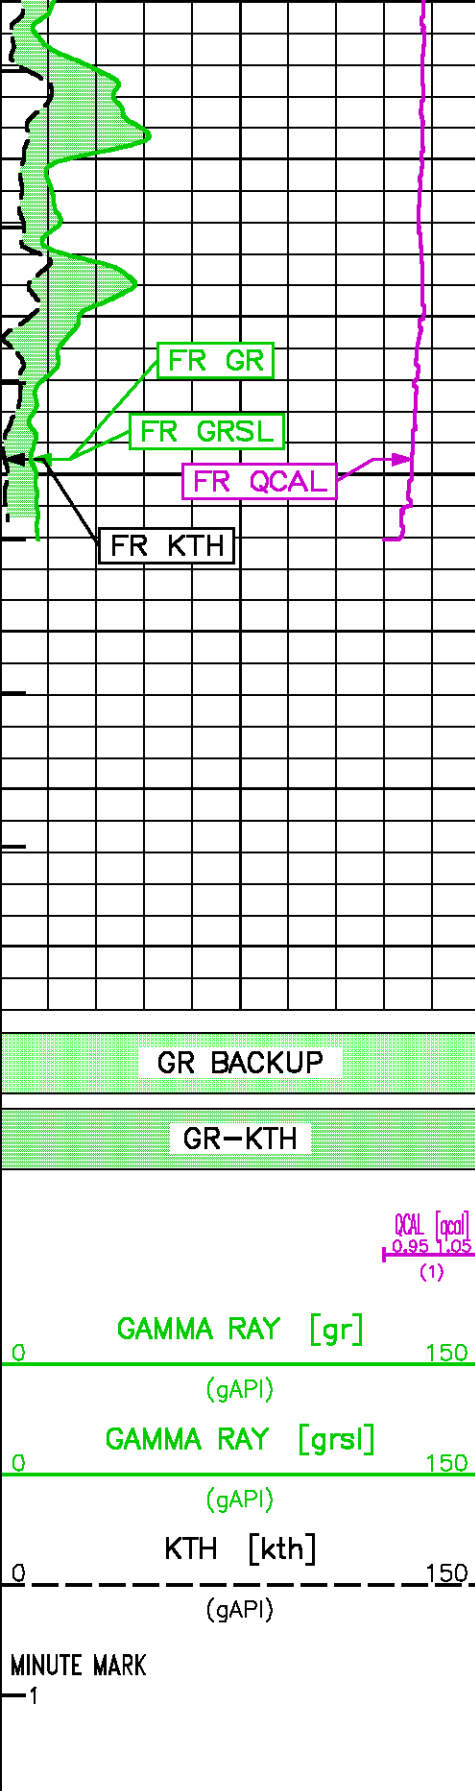 FR GR
FR GRSL
FR QCAL
FR KTH
GR BACKUP
GR-KTH
QCAL [qcal]
0.95 1.05
(1)
GAMMA RAY [gr]
0 150
(gAPI)
GAMMA RAY [grsl]
0 150
(gAPI)
KTH [kth]
0 150
(gAPI)
MINUTE MARK
1